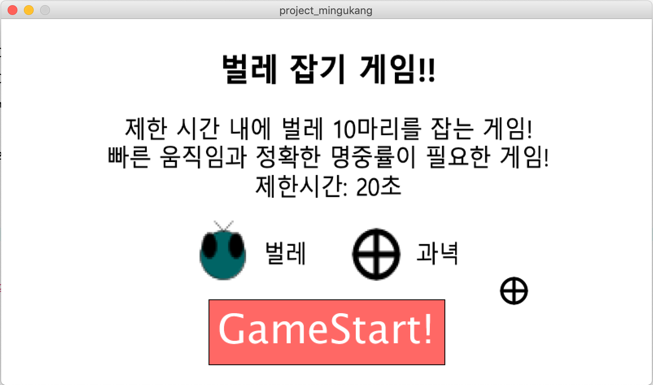 project_mingukang
벌레 잡기 게임!!
제한 시간 내에 벌레 10마리를 잡는 게임!
빠른 움직임과 정확한 명중률이 필요한 게임!
제한시간: 20초
벌레 과녁
GameStart!